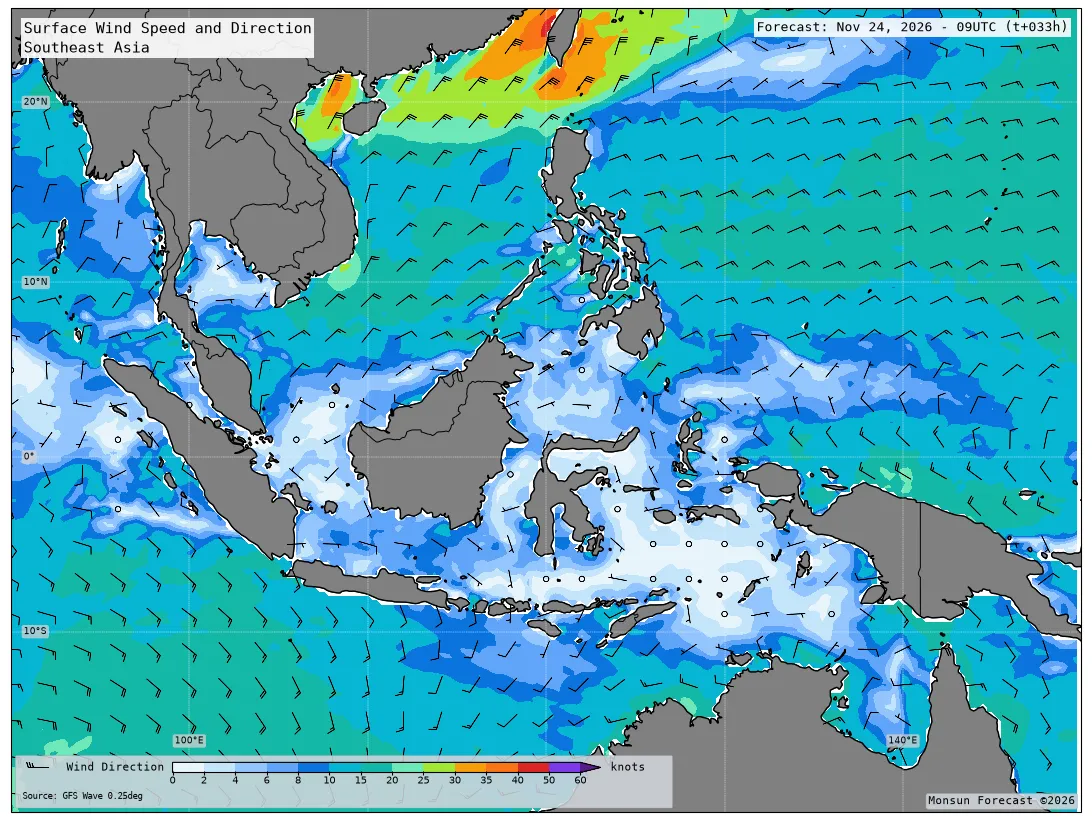 Surface Wind Speed and Direction
Southeast Asia
Forecast: Nov 24, 2026 - 09UTC (t+033h)
20°N
10°N
0°
10°S
100°E
140°E
Wind Direction
knots
0 2 4 6 8 10 15 20 25 30 35 40 50 60
Source: GFS Wave 0.25deg
Monsun Forecast ©2026